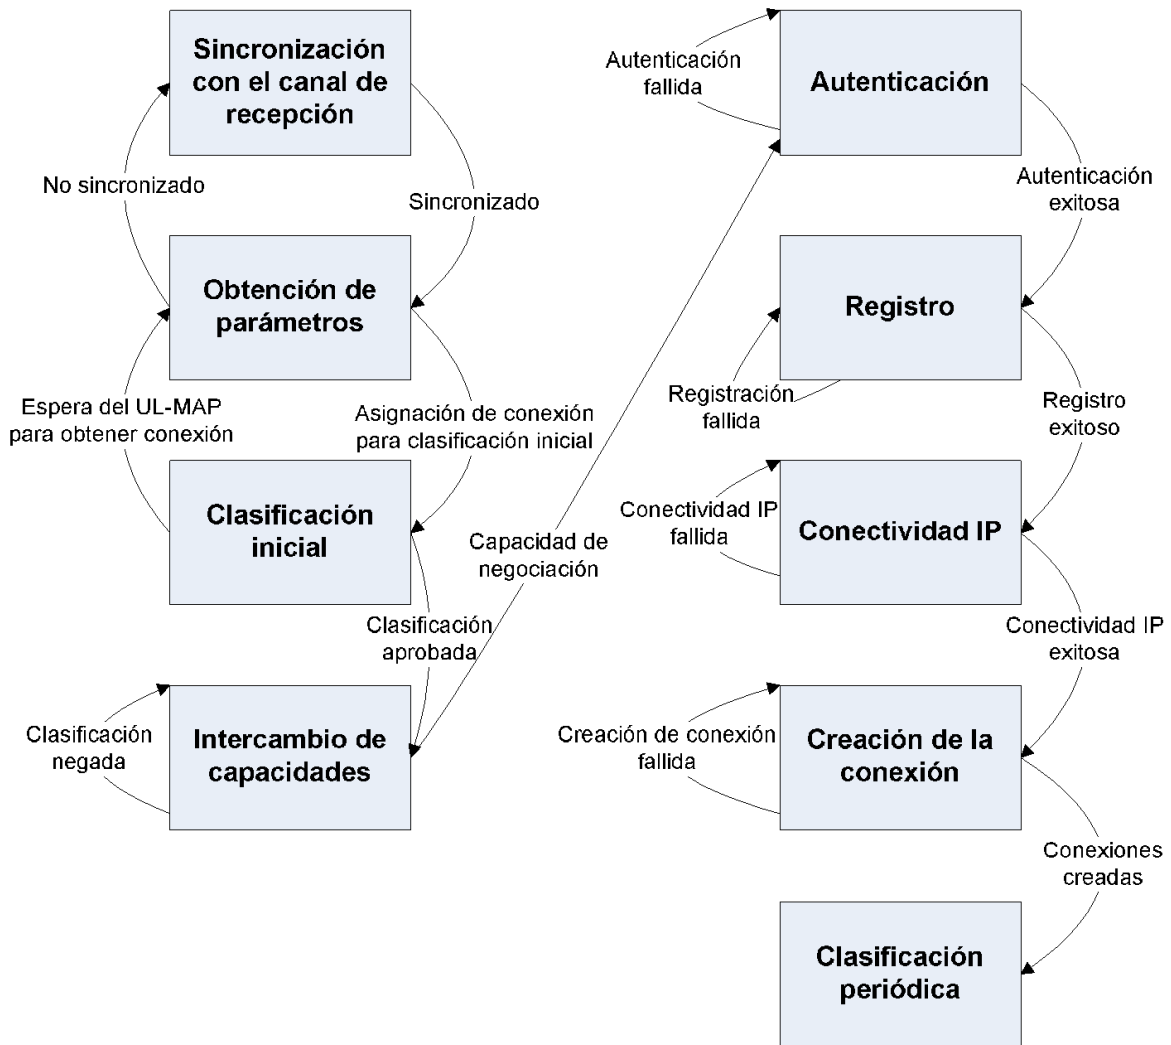 Sincronización
con el canal de
recepción
No sincronizado
Sincronizado
Obtención de
parámetros
Espera del UL-MAP
para obtener conexión
Asignación de conexión
para clasificación inicial
Clasificación
inicial
Clasificación
aprobada
Capacidad de
negociación
Clasificación
negada
Intercambio de
capacidades
Autenticación
fallida
Autenticación
Autenticación
exitosa
Registro
Registración
fallida
Registro
exitoso
Conectividad IP
fallida
Conectividad IP
Conectividad IP
exitosa
Creación de conexión
fallida
Creación de la
conexión
Conexiones
creadas
Clasificación
periódica